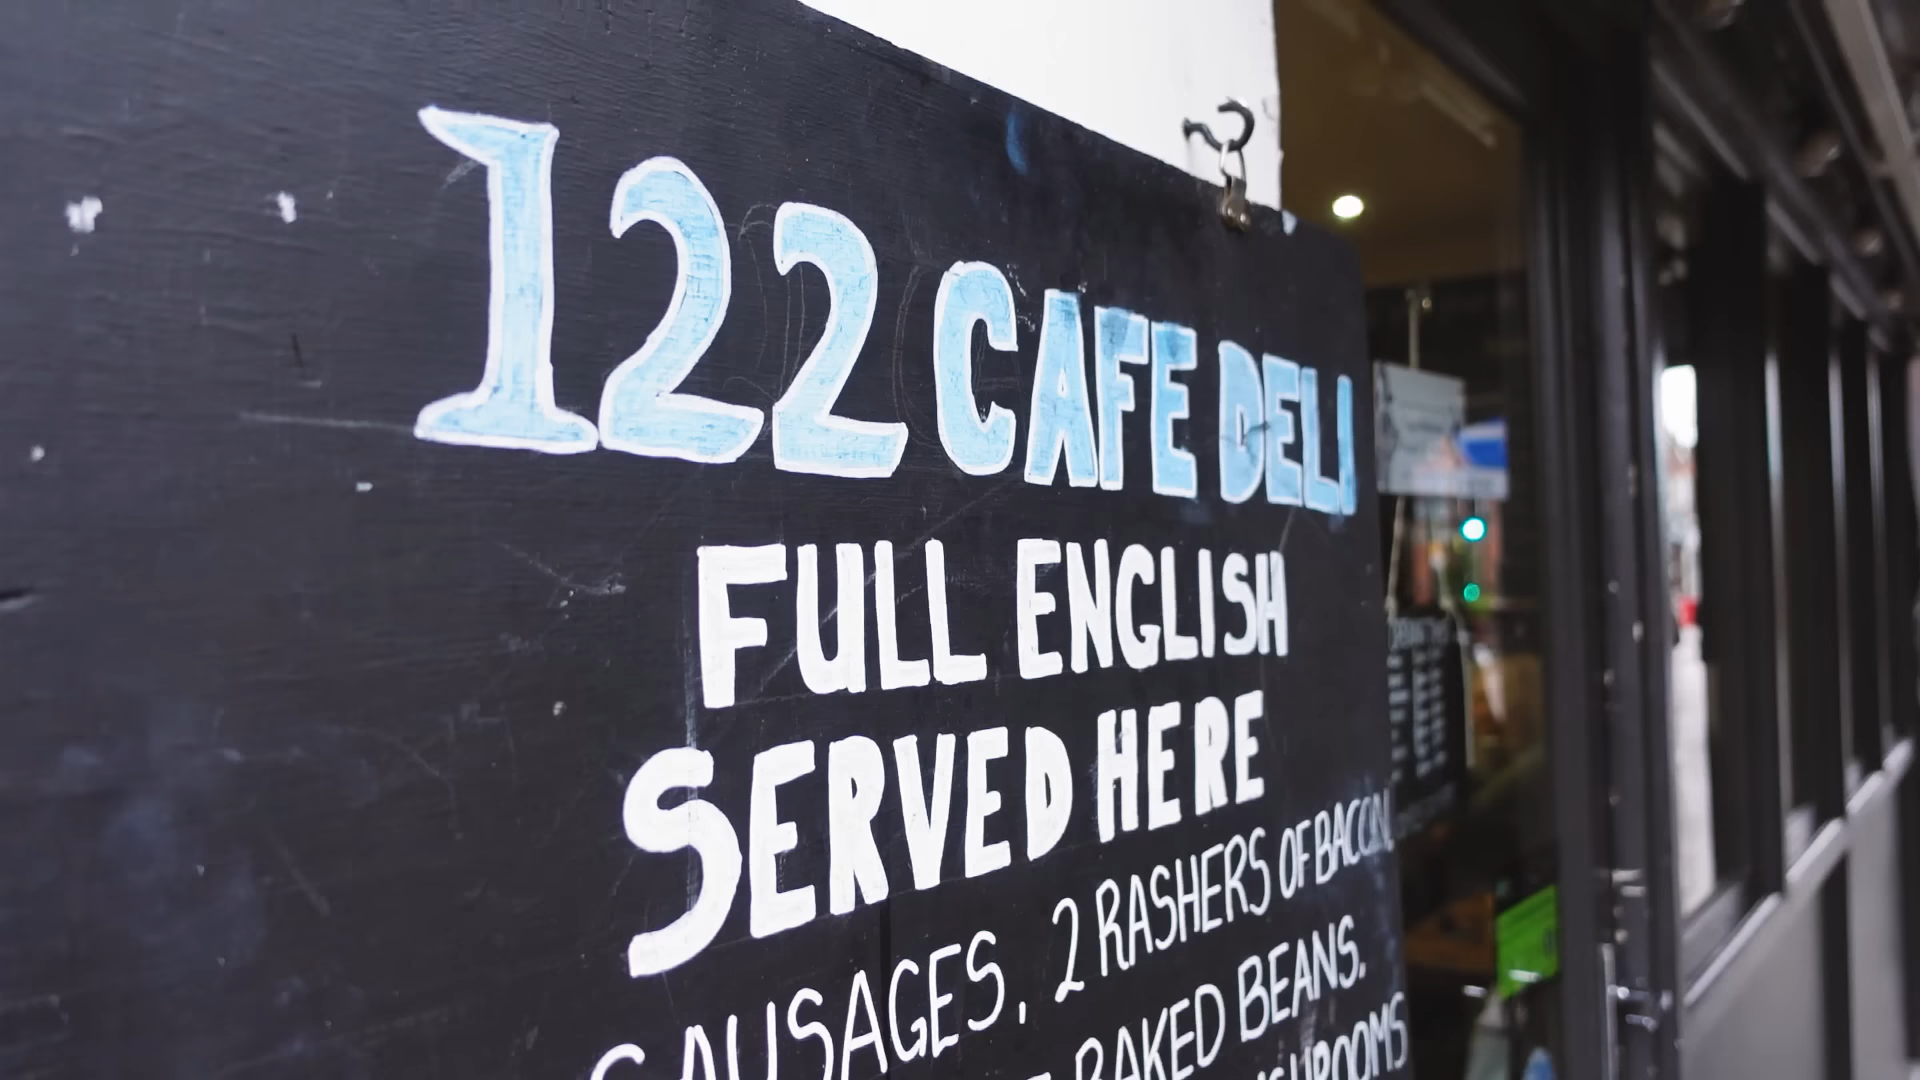 122 CAFE DELI
FULL ENGLISH
SERVED HERE
SAUSAGES, 2 RASHERS OF BACON,
BAKED BEANS.